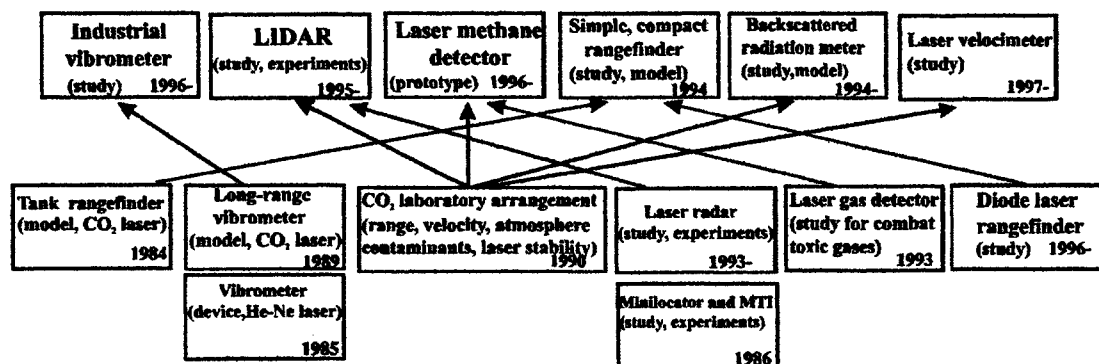 Industrial
vibrometer
(study) 1996-
LIDAR
(study, experiments)
1995-
Laser methane
detector
(prototype) 1996-
Simple, compact
rangefinder
(study, model)
1994
Backscattered
radiation meter
(study,model)
1994-
Laser velocimeter
(study)
1997-
Tank rangefinder
(model, CO₂ laser)
1984
Long-range
vibrometer
(model, CO₂ laser)
1989
CO₂ laboratory arrangement
(range, velocity, atmosphere
contaminants, laser stability)
1990
Laser radar
(study, experiments)
1993-
Laser gas detector
(study for combat
toxic gases) 1993
Diode laser
rangefinder
(study) 1996-
Vibrometer
(device,He-Ne laser)
1985
Minilocator and MTI
(study, experiments)
1986